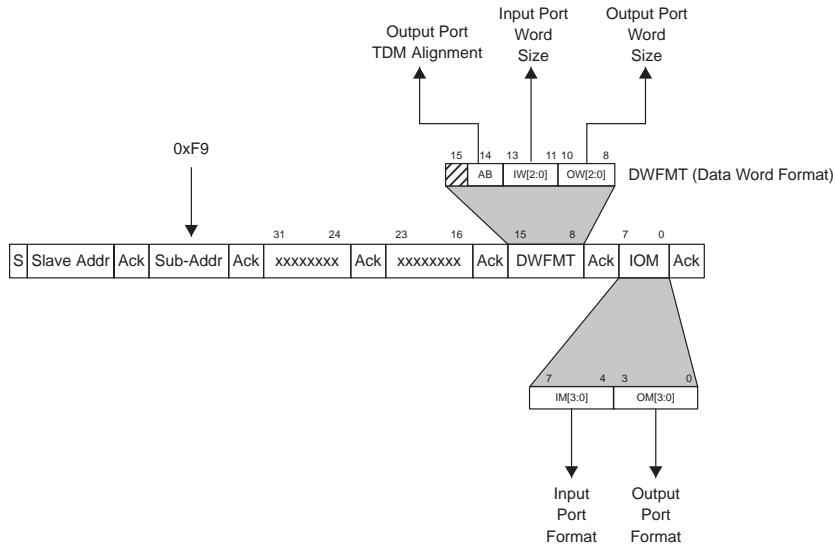 Output Port
TDM Alignment
Input Port
Word
Size
Output Port
Word
Size
0xF9
15 14 13 11 10 8
AB IW[2:0] OW[2:0] DWFMT (Data Word Format)
31 24 23 16 15 8 7 0
S Slave Addr Ack Sub-Addr Ack xxxxxxxx Ack xxxxxxxx Ack DWFMT Ack IOM Ack
7 4 3 0
IM[3:0] OM[3:0]
Input
Port
Format
Output
Port
Format